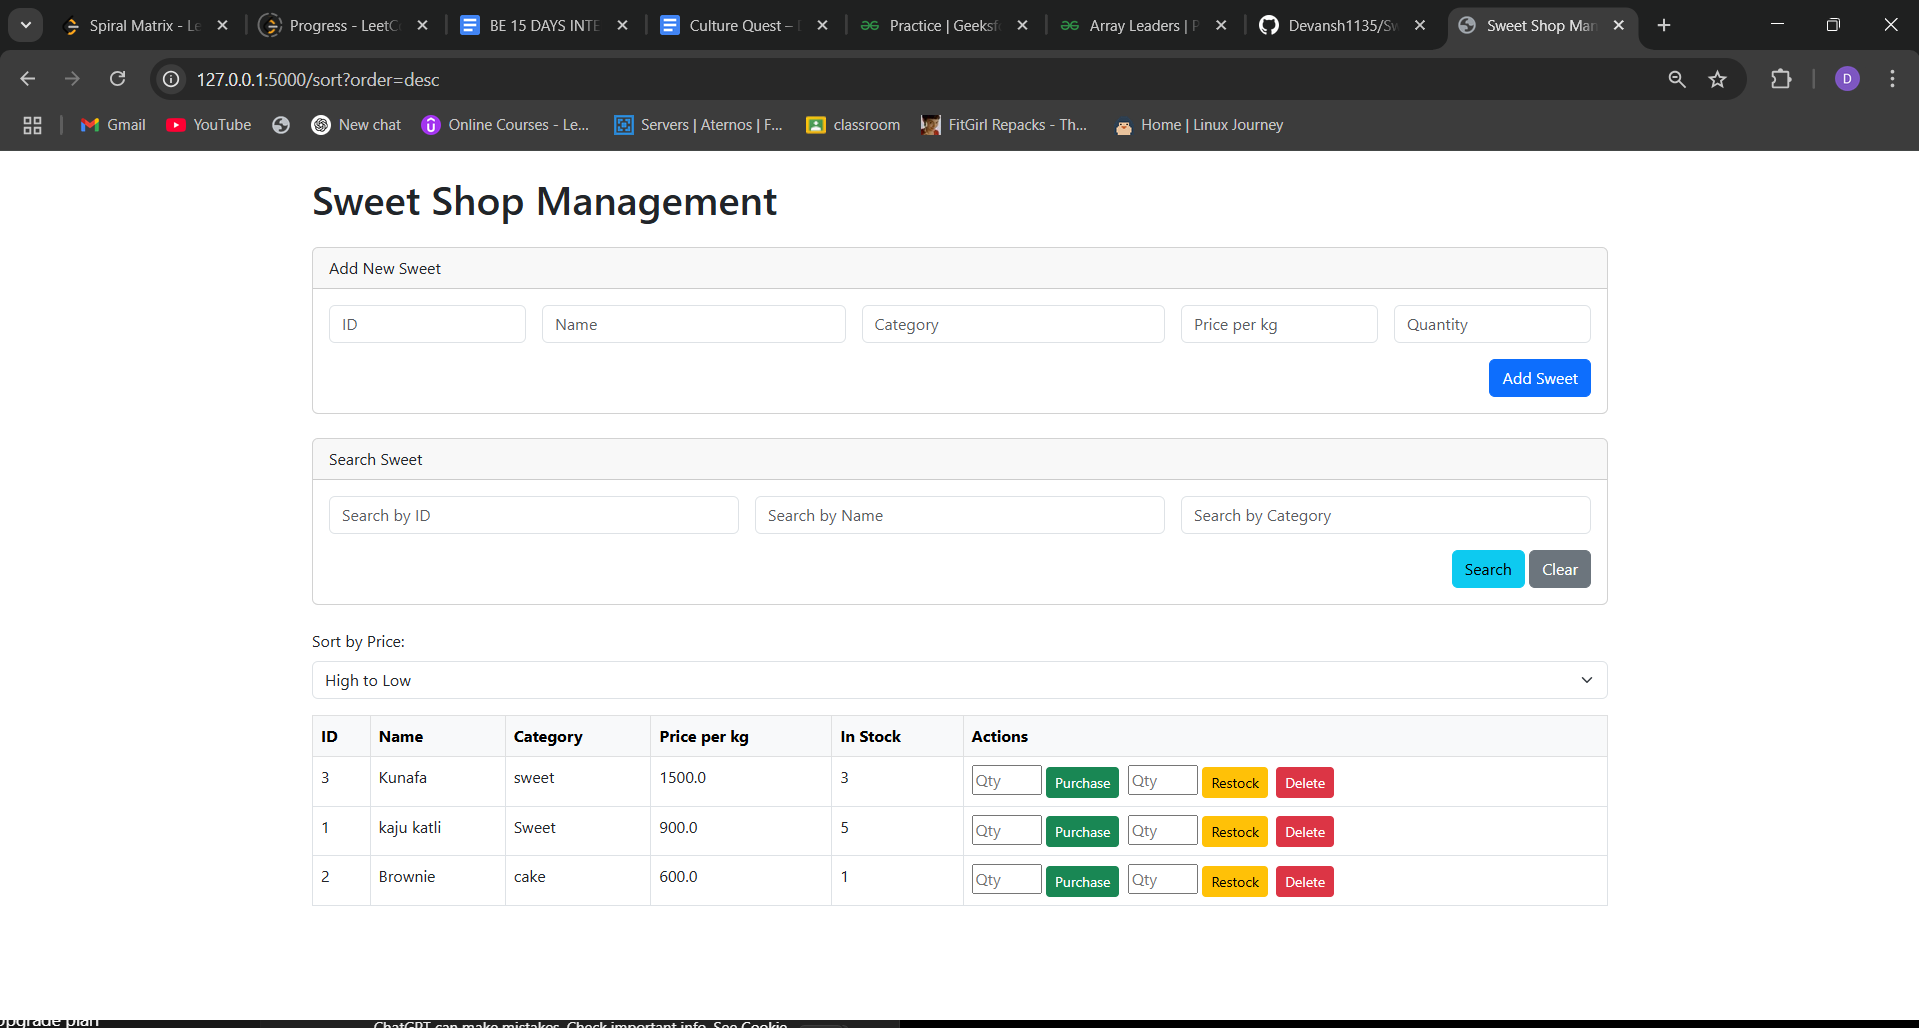 Spiral Matrix - Le
Progress - LeetCo
BE 15 DAYS INTE
Culture Quest –
Practice | Geeksfo
Array Leaders | P
Devansh1135/Sw
Sweet Shop Man
127.0.0.1:5000/sort?order=desc
D
Gmail
YouTube
New chat
Online Courses - Le...
Servers | Aternos | F...
classroom
FitGirl Repacks - Th...
Home | Linux Journey
Sweet Shop Management
Add New Sweet
ID Name Category Price per kg Quantity
Add Sweet
Search Sweet
Search by ID Search by Name Search by Category
Search Clear
Sort by Price:
High to Low
ID Name Category Price per kg In Stock Actions
3 Kunafa sweet 1500.0 3 Qty Purchase Qty Restock Delete
1 kaju katli Sweet 900.0 5 Qty Purchase Qty Restock Delete
2 Brownie cake 600.0 1 Qty Purchase Qty Restock Delete
Upgrade plan
ChatGPT can make mistakes. Check important info. See Cookie